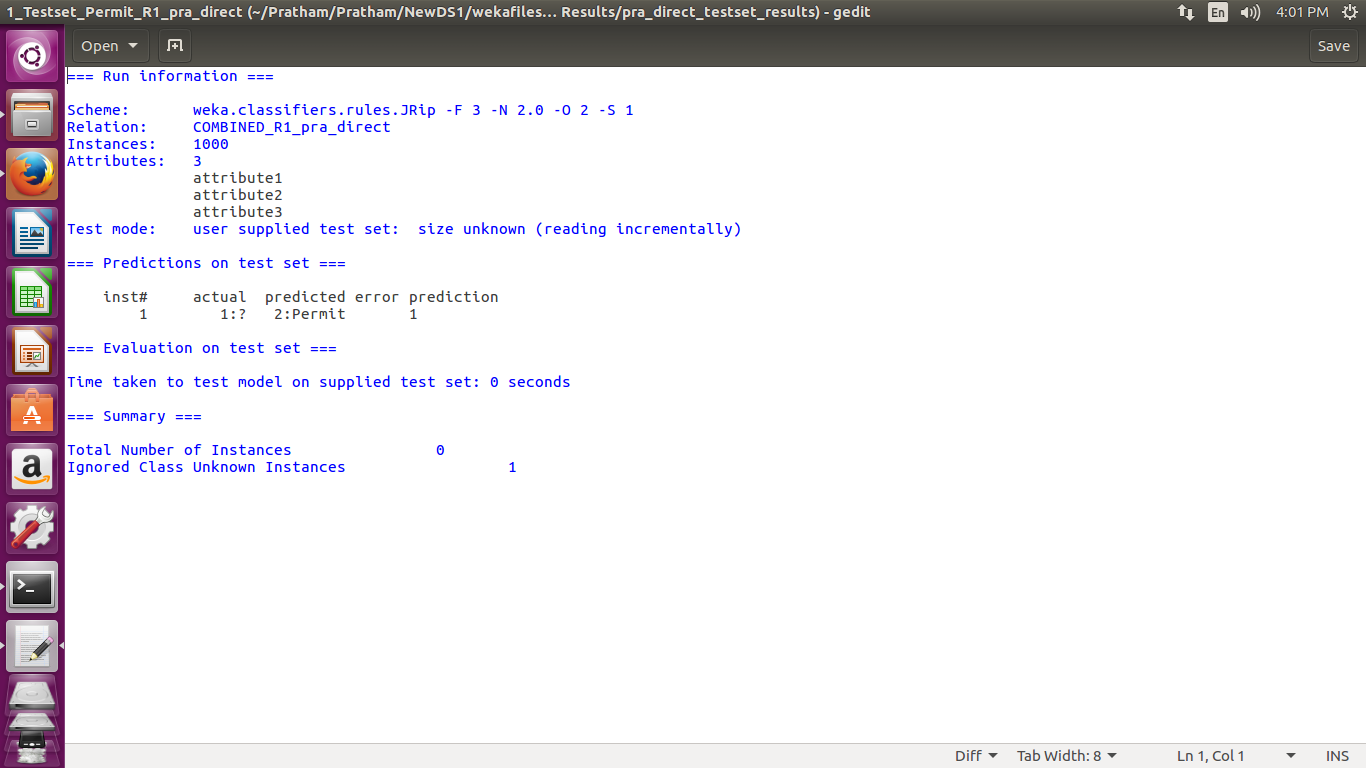 1_Testset_Permit_R1_pra_direct (~/Pratham/Pratham/NewDS1/wekafiles... Results/pra_direct_testset_results) - gedit
En
4:01 PM
Open
Save
=== Run information ===
Scheme: weka.classifiers.rules.JRip -F 3 -N 2.0 -O 2 -S 1
Relation: COMBINED_R1_pra_direct
Instances: 1000
Attributes: 3
attribute1
attribute2
attribute3
Test mode: user supplied test set: size unknown (reading incrementally)
=== Predictions on test set ===
inst# actual predicted error prediction
1 1:? 2:Permit 1
=== Evaluation on test set ===
Time taken to test model on supplied test set: 0 seconds
=== Summary ===
Total Number of Instances 0
Ignored Class Unknown Instances 1
Diff
Tab Width: 8
Ln 1, Col 1
INS